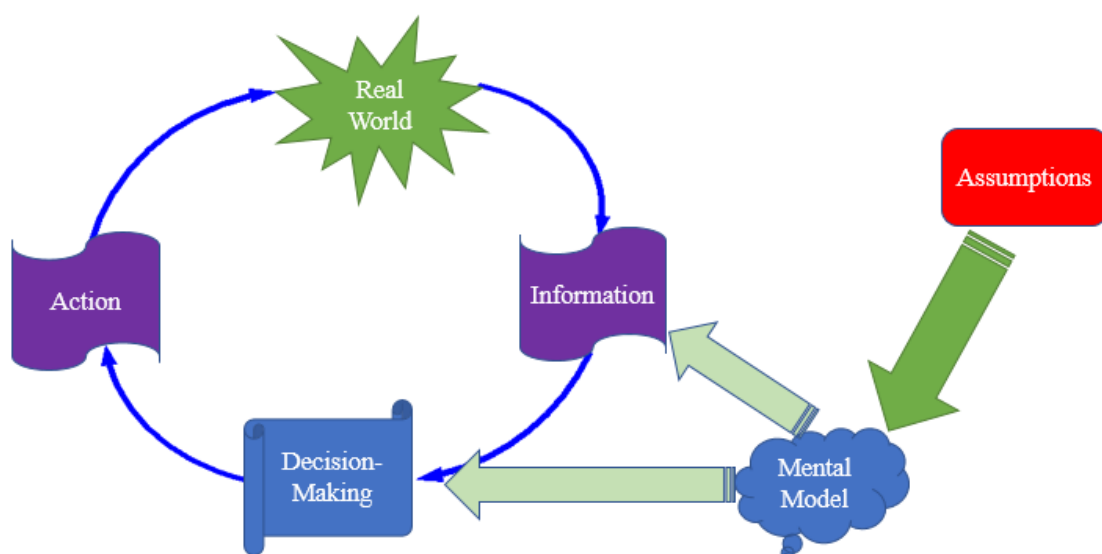 Real
World
Assumptions
Action
Information
Decision-
Making
Mental
Model